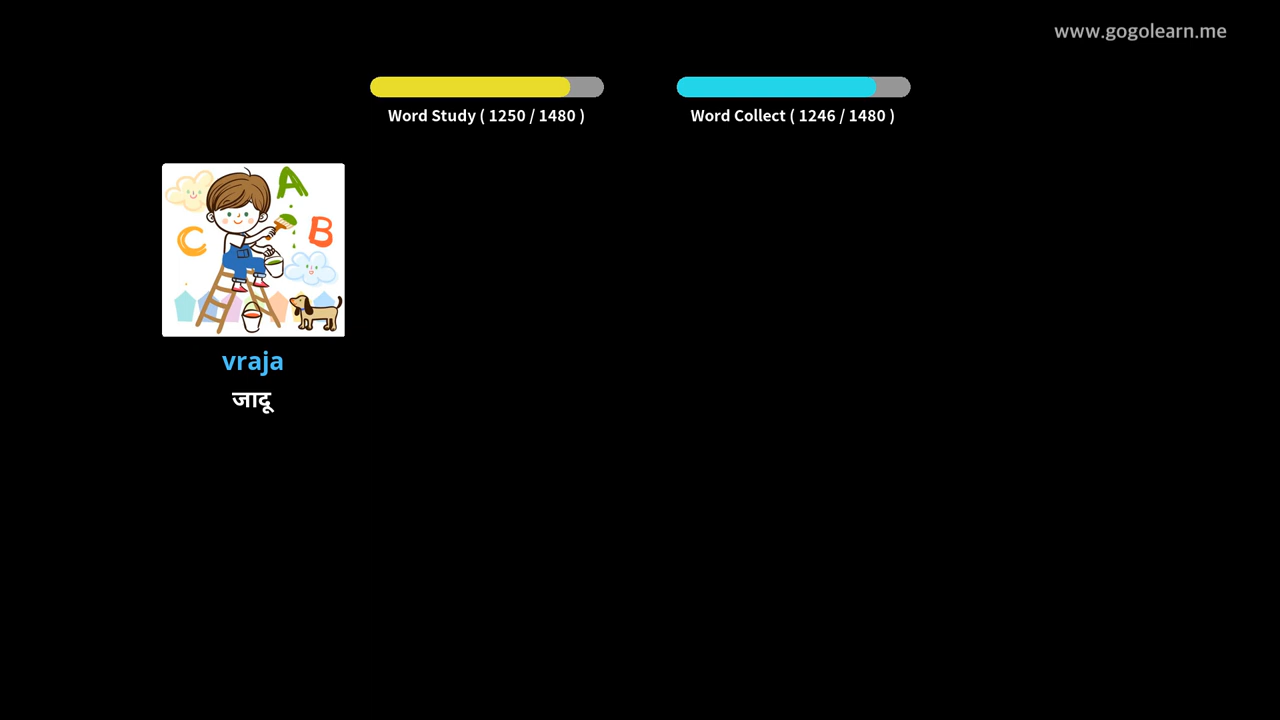 www.gogolearn.me
Word Study ( 1250 / 1480 )
Word Collect ( 1246 / 1480 )
A
B
C
vraja
जादू